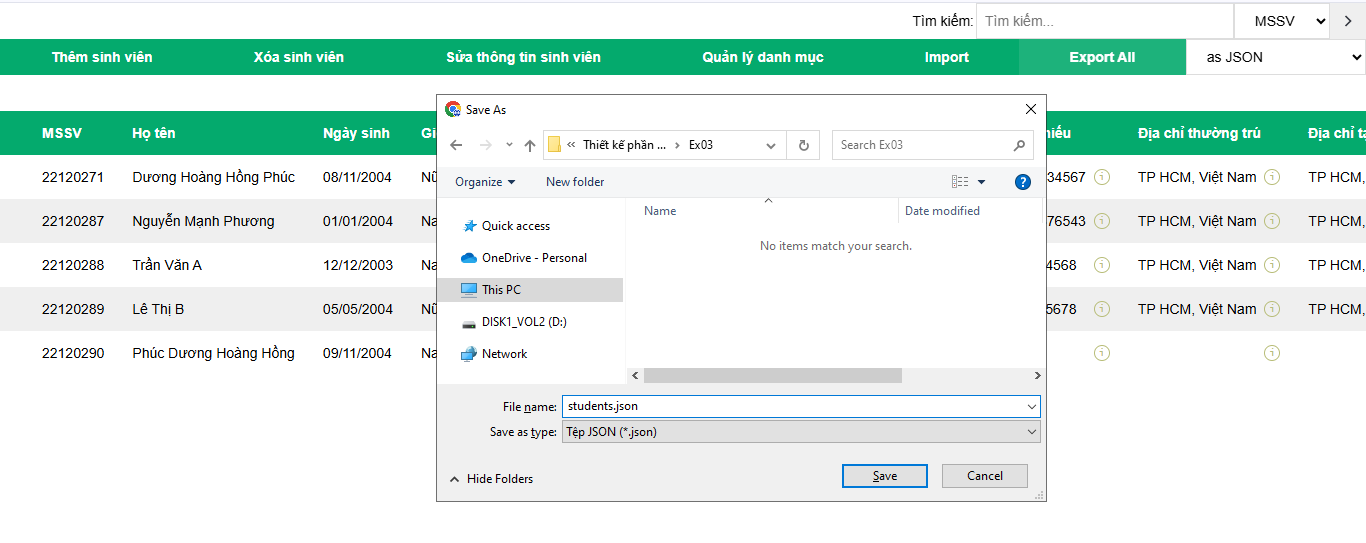 Tìm kiếm: Tìm kiếm... MSSV
Thêm sinh viên Xóa sinh viên Sửa thông tin sinh viên Quản lý danh mục Import Export All as JSON
Save As
« Thiết kế phần ... › Ex03 Search Ex03
Organize New folder
MSSV Họ tên Ngày sinh Gi hiếu Địa chỉ thường trú Địa chỉ tạ
22120271 Dương Hoàng Hồng Phúc 08/11/2004 Nữ 34567 TP HCM, Việt Nam TP HCM,
22120287 Nguyễn Mạnh Phương 01/01/2004 Na 76543 TP HCM, Việt Nam TP HCM,
22120288 Trần Văn A 12/12/2003 Na 4568 TP HCM, Việt Nam TP HCM,
22120289 Lê Thị B 05/05/2004 Nữ 5678 TP HCM, Việt Nam TP HCM,
22120290 Phúc Dương Hoàng Hồng 09/11/2004 Na
Name Date modified
No items match your search.
Quick access
OneDrive - Personal
This PC
DISK1_VOL2 (D:)
Network
File name: students.json
Save as type: Tệp JSON (*.json)
Hide Folders Save Cancel